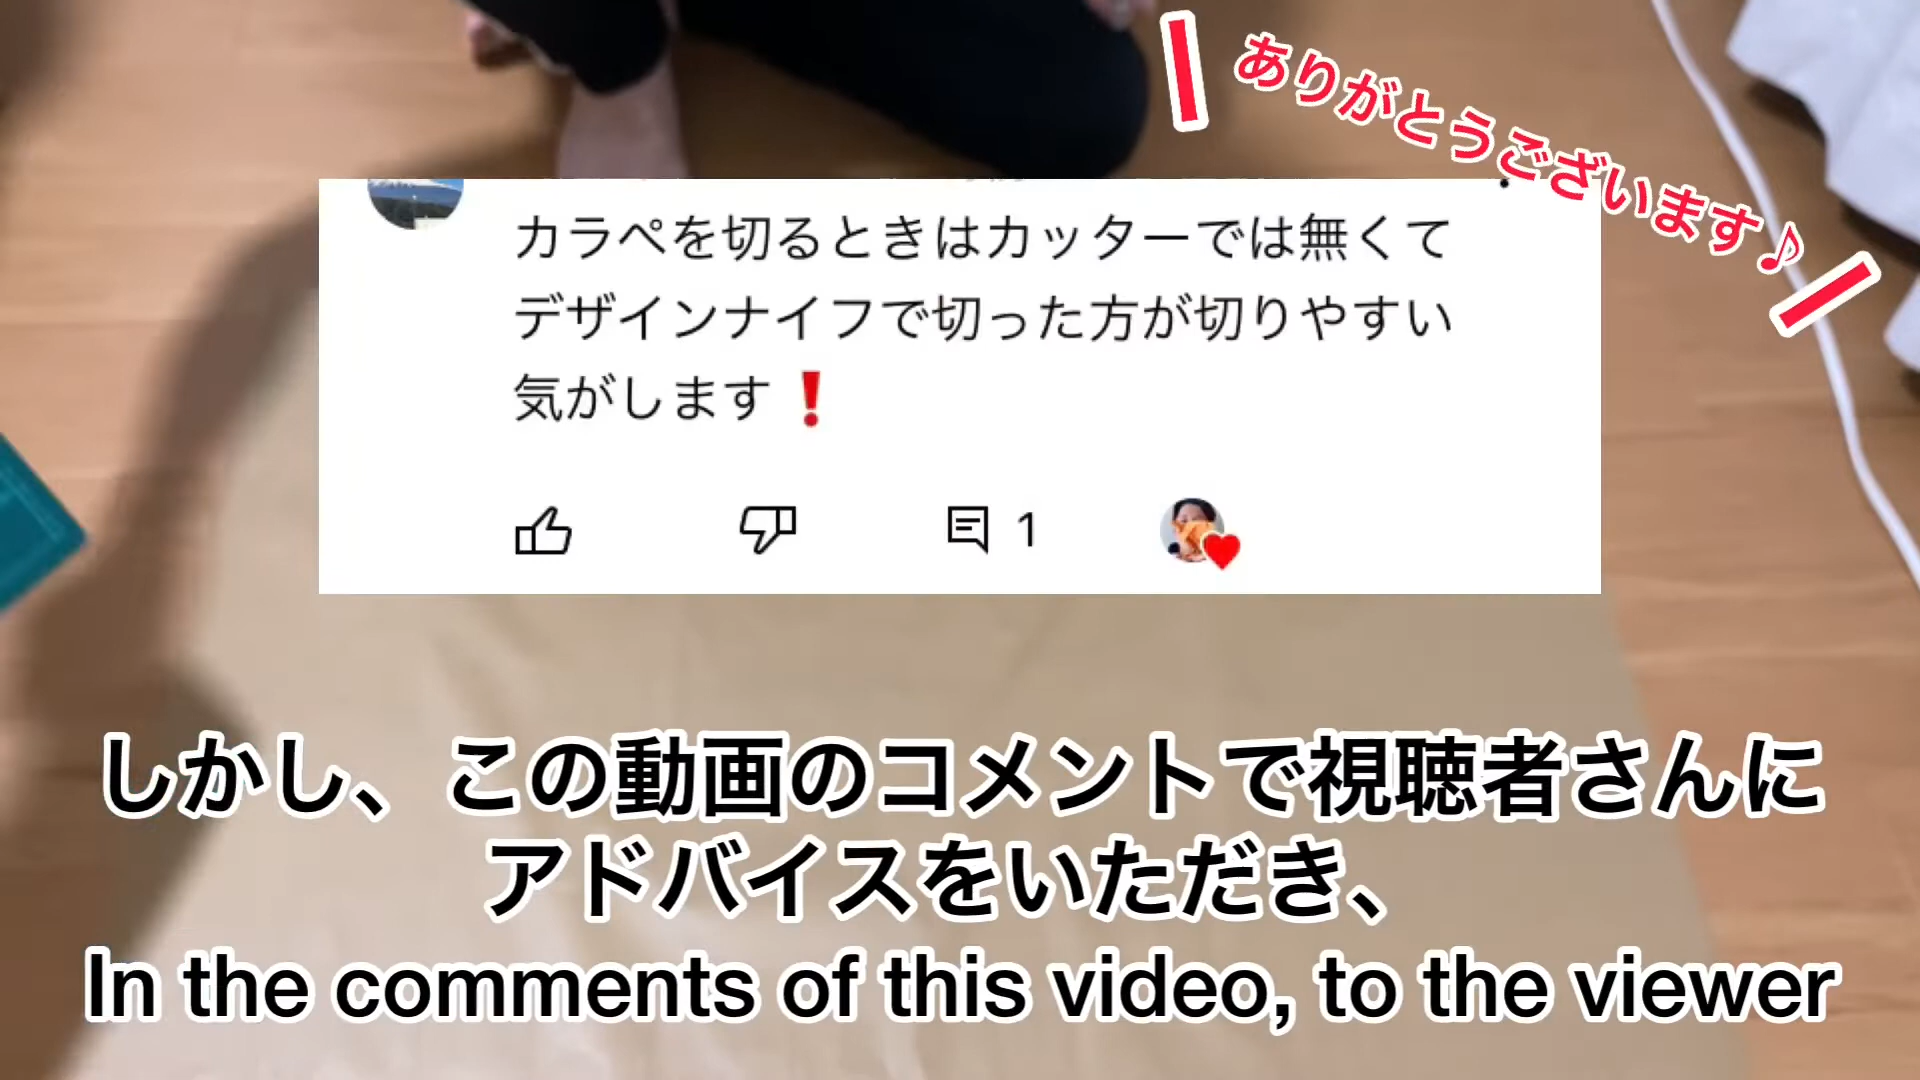 ありがとうございます♪
カラペを切るときはカッターでは無くて
デザインナイフで切った方が切りやすい
気がします❗
1
しかし、この動画のコメントで視聴者さんに
アドバイスをいただき、
In the comments of this video, to the viewer